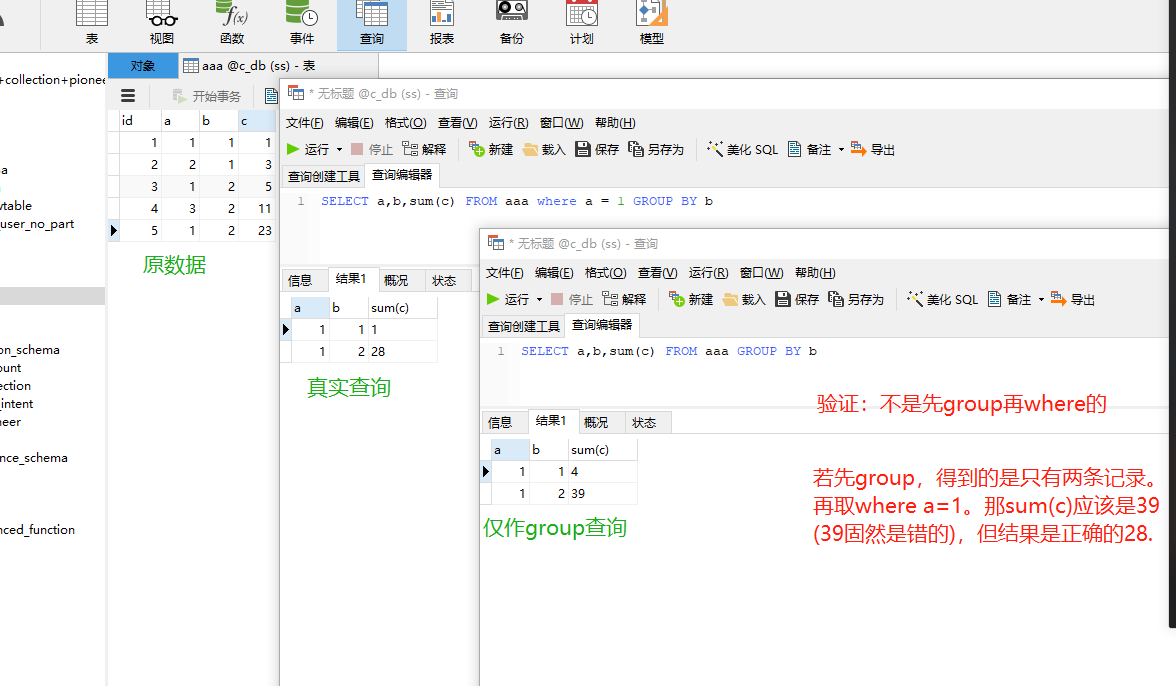 表 视图 函数 事件 查询 报表 备份 计划 模型
+collection+pionee
对象 aaa @c_db (ss) - 表
开始事务
id a b c
1 1 1 1
2 2 1 3
3 1 2 5
4 3 2 11
5 1 2 23
原数据
vtable
_user_no_part
on_schema
ount
ection
_intent
neer
nce_schema
nced_function
* 无标题 @c_db (ss) - 查询
文件(F) 编辑(E) 格式(O) 查看(V) 运行(R) 窗口(W) 帮助(H)
运行 停止 解释 新建 载入 保存 另存为 美化 SQL 备注 导出
查询创建工具 查询编辑器
1 SELECT a,b,sum(c) FROM aaa where a = 1 GROUP BY b
信息 结果1 概况 状态
a b sum(c)
1 1 1
1 2 28
真实查询
* 无标题 @c_db (ss) - 查询
文件(F) 编辑(E) 格式(O) 查看(V) 运行(R) 窗口(W) 帮助(H)
运行 停止 解释 新建 载入 保存 另存为 美化 SQL 备注 导出
查询创建工具 查询编辑器
1 SELECT a,b,sum(c) FROM aaa GROUP BY b
信息 结果1 概况 状态
a b sum(c)
1 1 4
1 2 39
仅作group查询
验证：不是先group再where的
若先group，得到的是只有两条记录。
再取where a=1。那sum(c)应该是39
(39固然是错的)，但结果是正确的28.